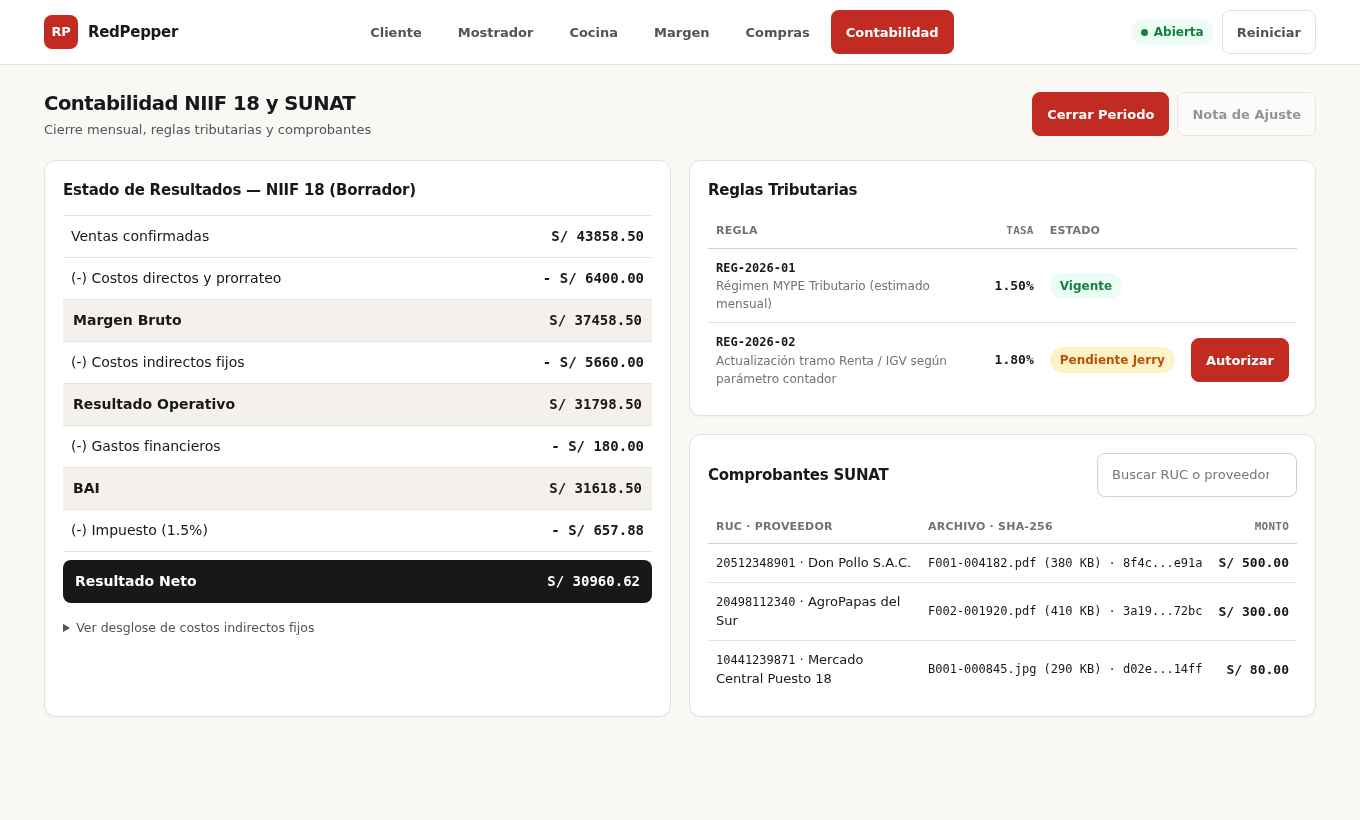 RP RedPepper Cliente Mostrador Cocina Margen Compras Contabilidad Abierta Reiniciar
Contabilidad NIIF 18 y SUNAT
Cierre mensual, reglas tributarias y comprobantes
Cerrar Periodo Nota de Ajuste
Estado de Resultados — NIIF 18 (Borrador)
Ventas confirmadas S/ 43858.50
(-) Costos directos y prorrateo - S/ 6400.00
Margen Bruto S/ 37458.50
(-) Costos indirectos fijos - S/ 5660.00
Resultado Operativo S/ 31798.50
(-) Gastos financieros - S/ 180.00
BAI S/ 31618.50
(-) Impuesto (1.5%) - S/ 657.88
Resultado Neto S/ 30960.62
▶ Ver desglose de costos indirectos fijos
Reglas Tributarias
REGLA TASA ESTADO
REG-2026-01
Régimen MYPE Tributario (estimado
mensual)
1.50% Vigente
REG-2026-02
Actualización tramo Renta / IGV según
parámetro contador
1.80% Pendiente Jerry Autorizar
Comprobantes SUNAT Buscar RUC o proveedor
RUC · PROVEEDOR ARCHIVO · SHA-256 MONTO
20512348901 · Don Pollo S.A.C. F001-004182.pdf (380 KB) · 8f4c...e91a S/ 500.00
20498112340 · AgroPapas del
Sur
F002-001920.pdf (410 KB) · 3a19...72bc S/ 300.00
10441239871 · Mercado
Central Puesto 18
B001-000845.jpg (290 KB) · d02e...14ff S/ 80.00